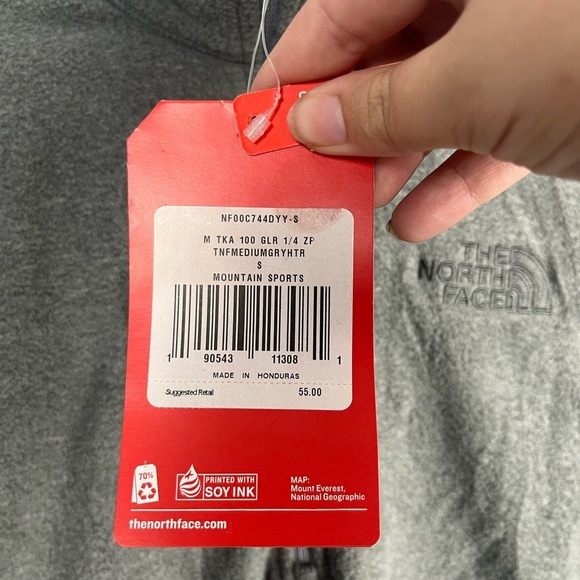 NF00C744DYY-S
M TKA 100 GLR 1/4 ZP
TNFMEDIUMGRYHTR
S
MOUNTAIN SPORTS
1 90543 11308 1
MADE IN HONDURAS
Suggested Retail 55.00
70%
PRINTED WITH
SOY INK
MAP:
Mount Everest,
National Geographic
thenorthface.com
THE
NORTH
FACE